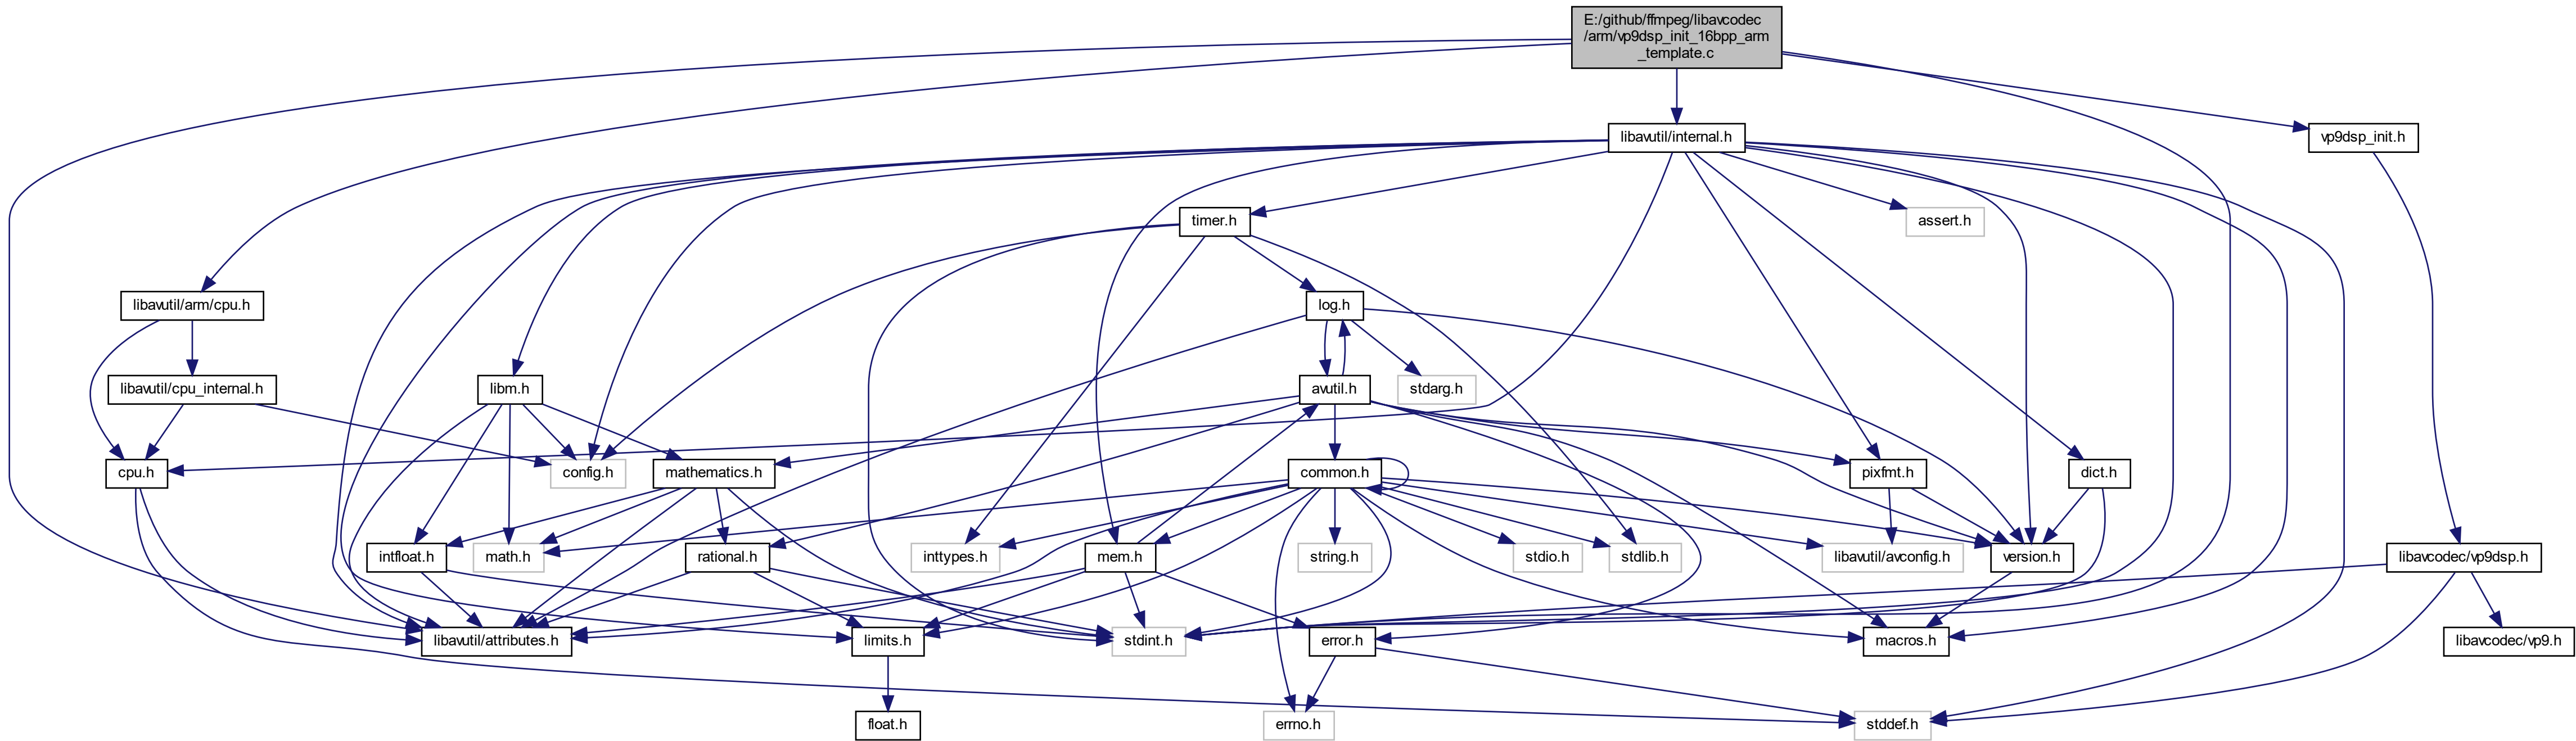 E:/github/ffmpeg/libavcodec
/arm/vp9dsp_init_16bpp_arm
_template.c
libavutil/internal.h
vp9dsp_init.h
timer.h
assert.h
libavutil/arm/cpu.h
log.h
libavutil/cpu_internal.h
libm.h
avutil.h
stdarg.h
cpu.h
config.h
mathematics.h
common.h
pixfmt.h
dict.h
intfloat.h
math.h
rational.h
inttypes.h
mem.h
string.h
stdio.h
stdlib.h
libavutil/avconfig.h
version.h
libavcodec/vp9dsp.h
libavutil/attributes.h
limits.h
stdint.h
error.h
macros.h
libavcodec/vp9.h
float.h
errno.h
stddef.h